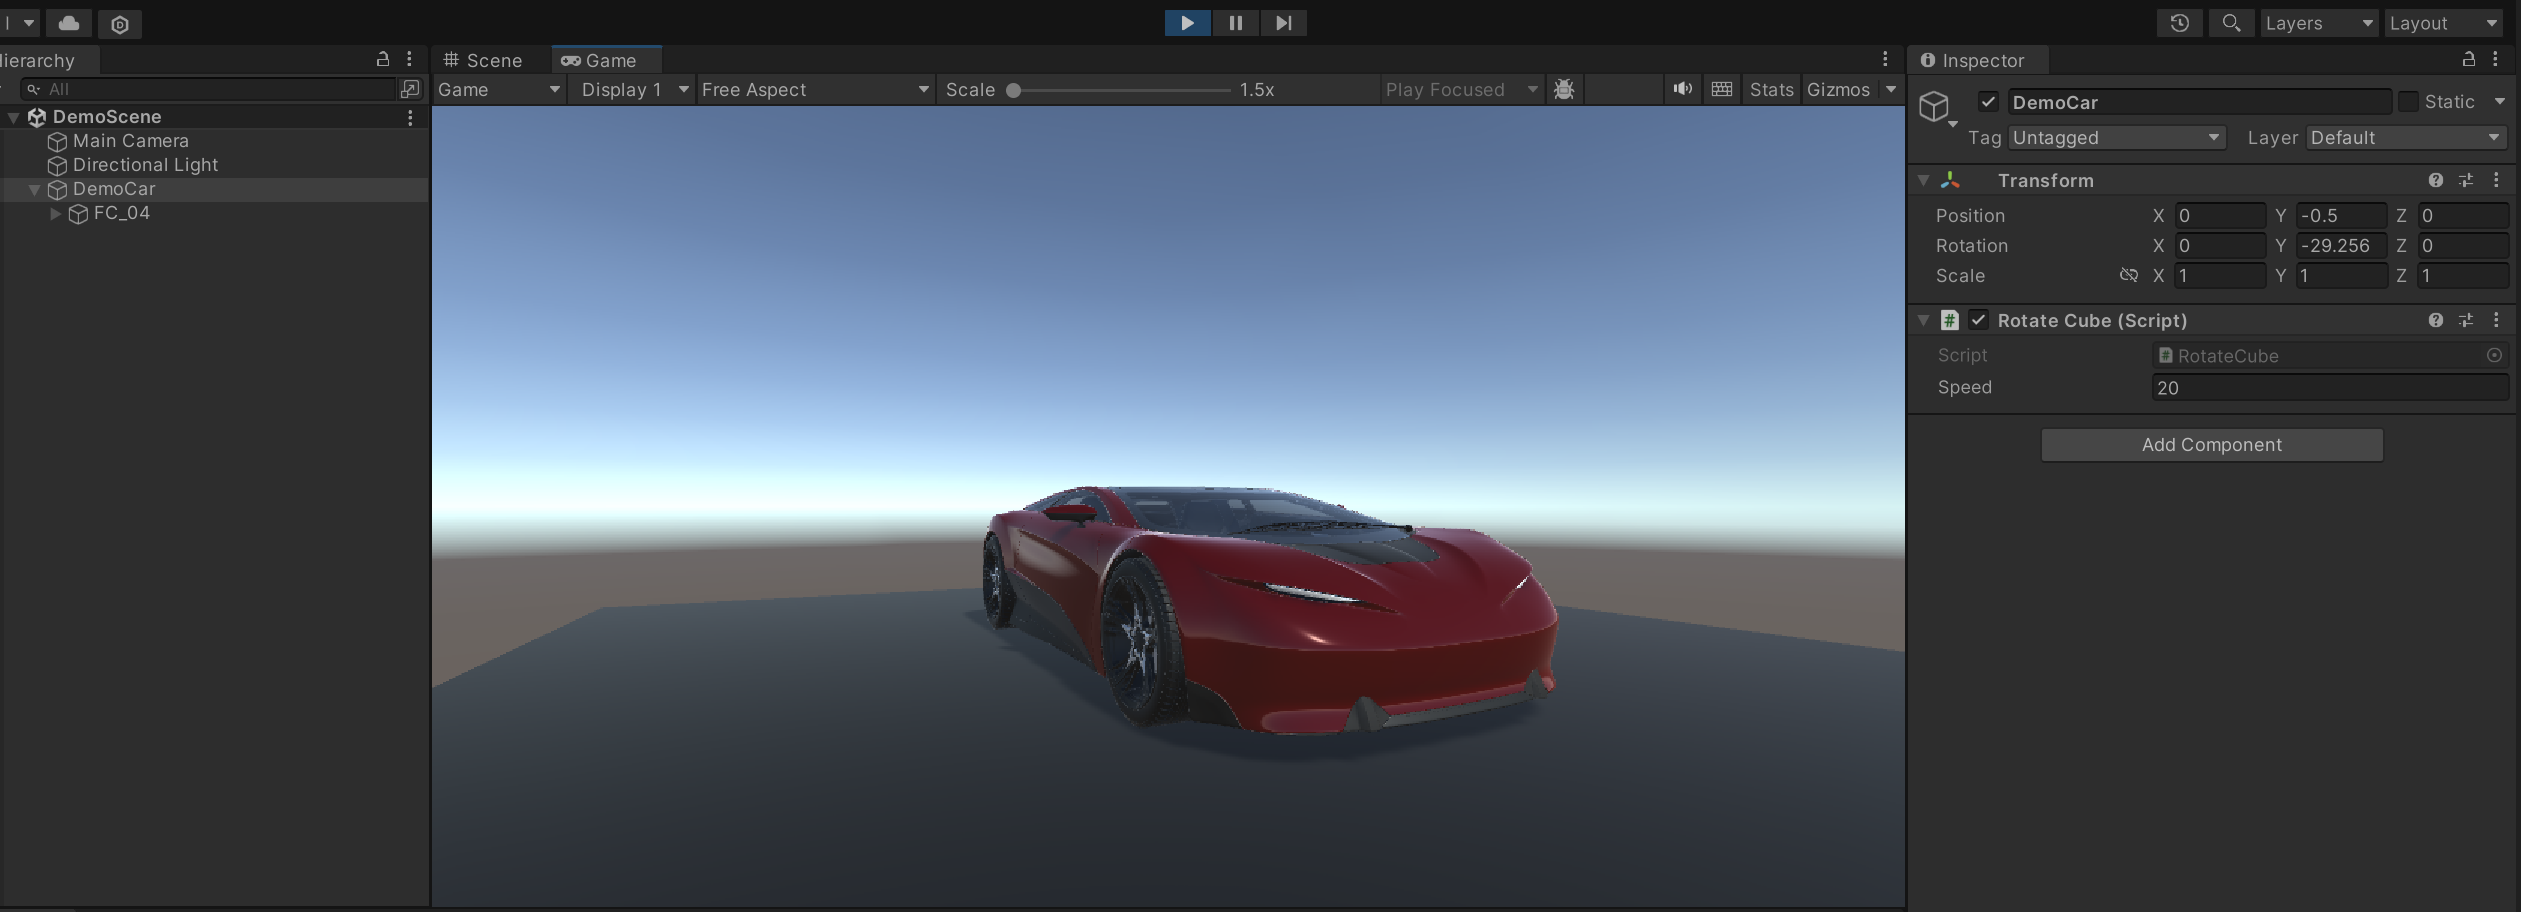 Layers
Layout
ierarchy
Scene
Game
Inspector
All
Game
Display 1
Free Aspect
Scale
1.5x
Play Focused
Stats
Gizmos
DemoCar
Static
DemoScene
Tag
Untagged
Layer
Default
Main Camera
Directional Light
DemoCar
FC_04
Transform
Position X 0 Y -0.5 Z 0
Rotation X 0 Y -29.256 Z 0
Scale X 1 Y 1 Z 1
Rotate Cube (Script)
Script
RotateCube
Speed
20
Add Component